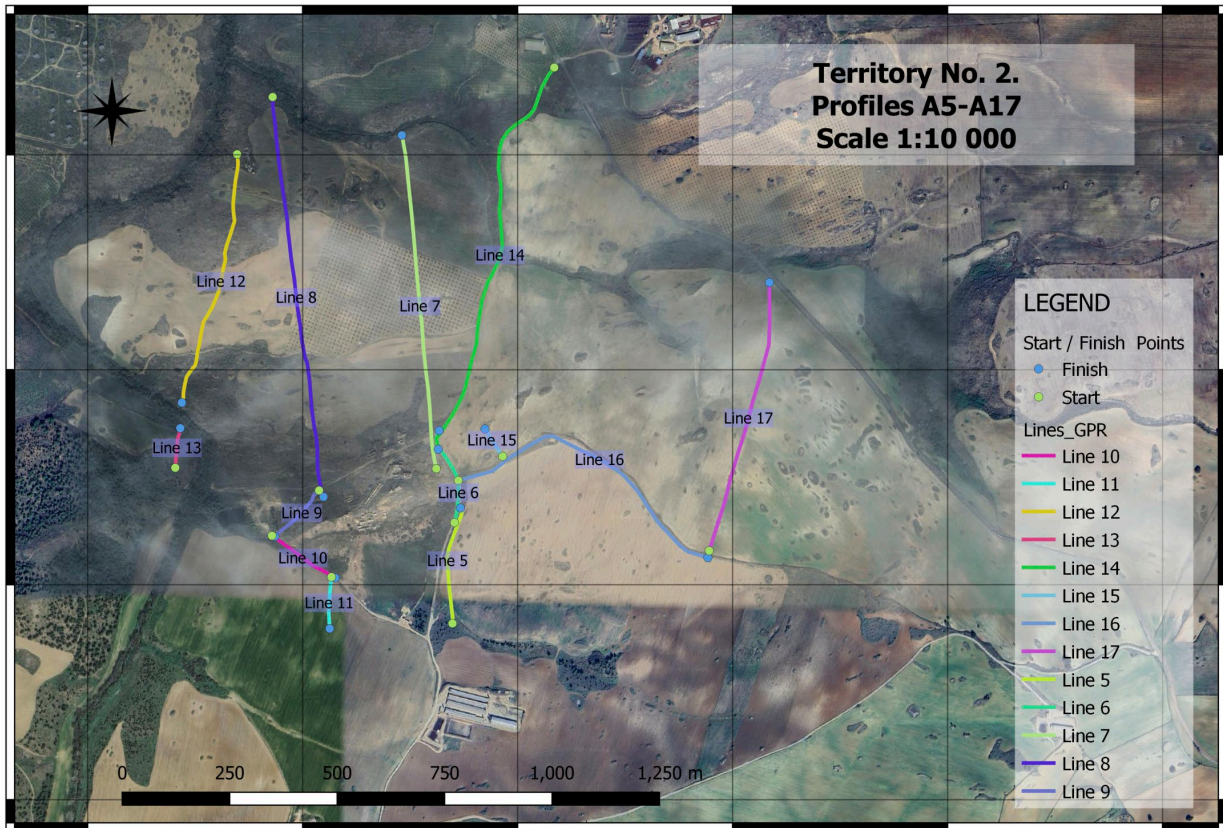 Territory No. 2.
Profiles A5-A17
Scale 1:10 000
Line 14
Line 12
Line 8
Line 7
Line 17
Line 15
Line 13
Line 16
Line 6
Line 9
Line 10
Line 5
Line 11
LEGEND
Start / Finish Points
Finish
Start
Lines_GPR
Line 10
Line 11
Line 12
Line 13
Line 14
Line 15
Line 16
Line 17
Line 5
Line 6
Line 7
Line 8
Line 9
0 250 500 750 1,000 1,250 m